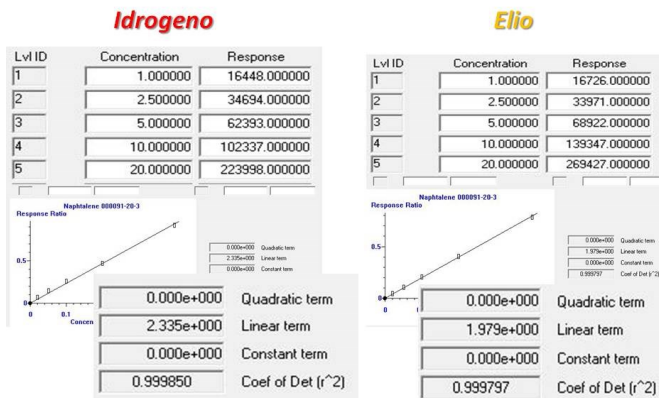 Idrogeno
Lvl ID Concentration Response
1 1.000000 16448.000000
2 2.500000 34694.000000
3 5.000000 62393.000000
4 10.000000 102337.000000
5 20.000000 223998.000000
Naphtalene 000091-20-3
Response Ratio
0.5
0
0 0.1
Concen
0.000e+000 Quadratic term
2.335e+000 Linear term
0.000e+000 Constant term
0.000e+000 Quadratic term
2.335e+000 Linear term
0.000e+000 Constant term
0.999850 Coef of Det (r^2)
Elio
Lvl ID Concentration Response
1 1.000000 16726.000000
2 2.500000 33971.000000
3 5.000000 68922.000000
4 10.000000 139347.000000
5 20.000000 269427.000000
Naphtalene 000091-20-3
Response Ratio
0.5
0
0
0.000e+000 Quadratic term
1.979e+000 Linear term
0.000e+000 Constant term
0.999797 Coef of Det (r^2)
0.000e+000 Quadratic term
1.979e+000 Linear term
0.000e+000 Constant term
0.999797 Coef of Det (r^2)